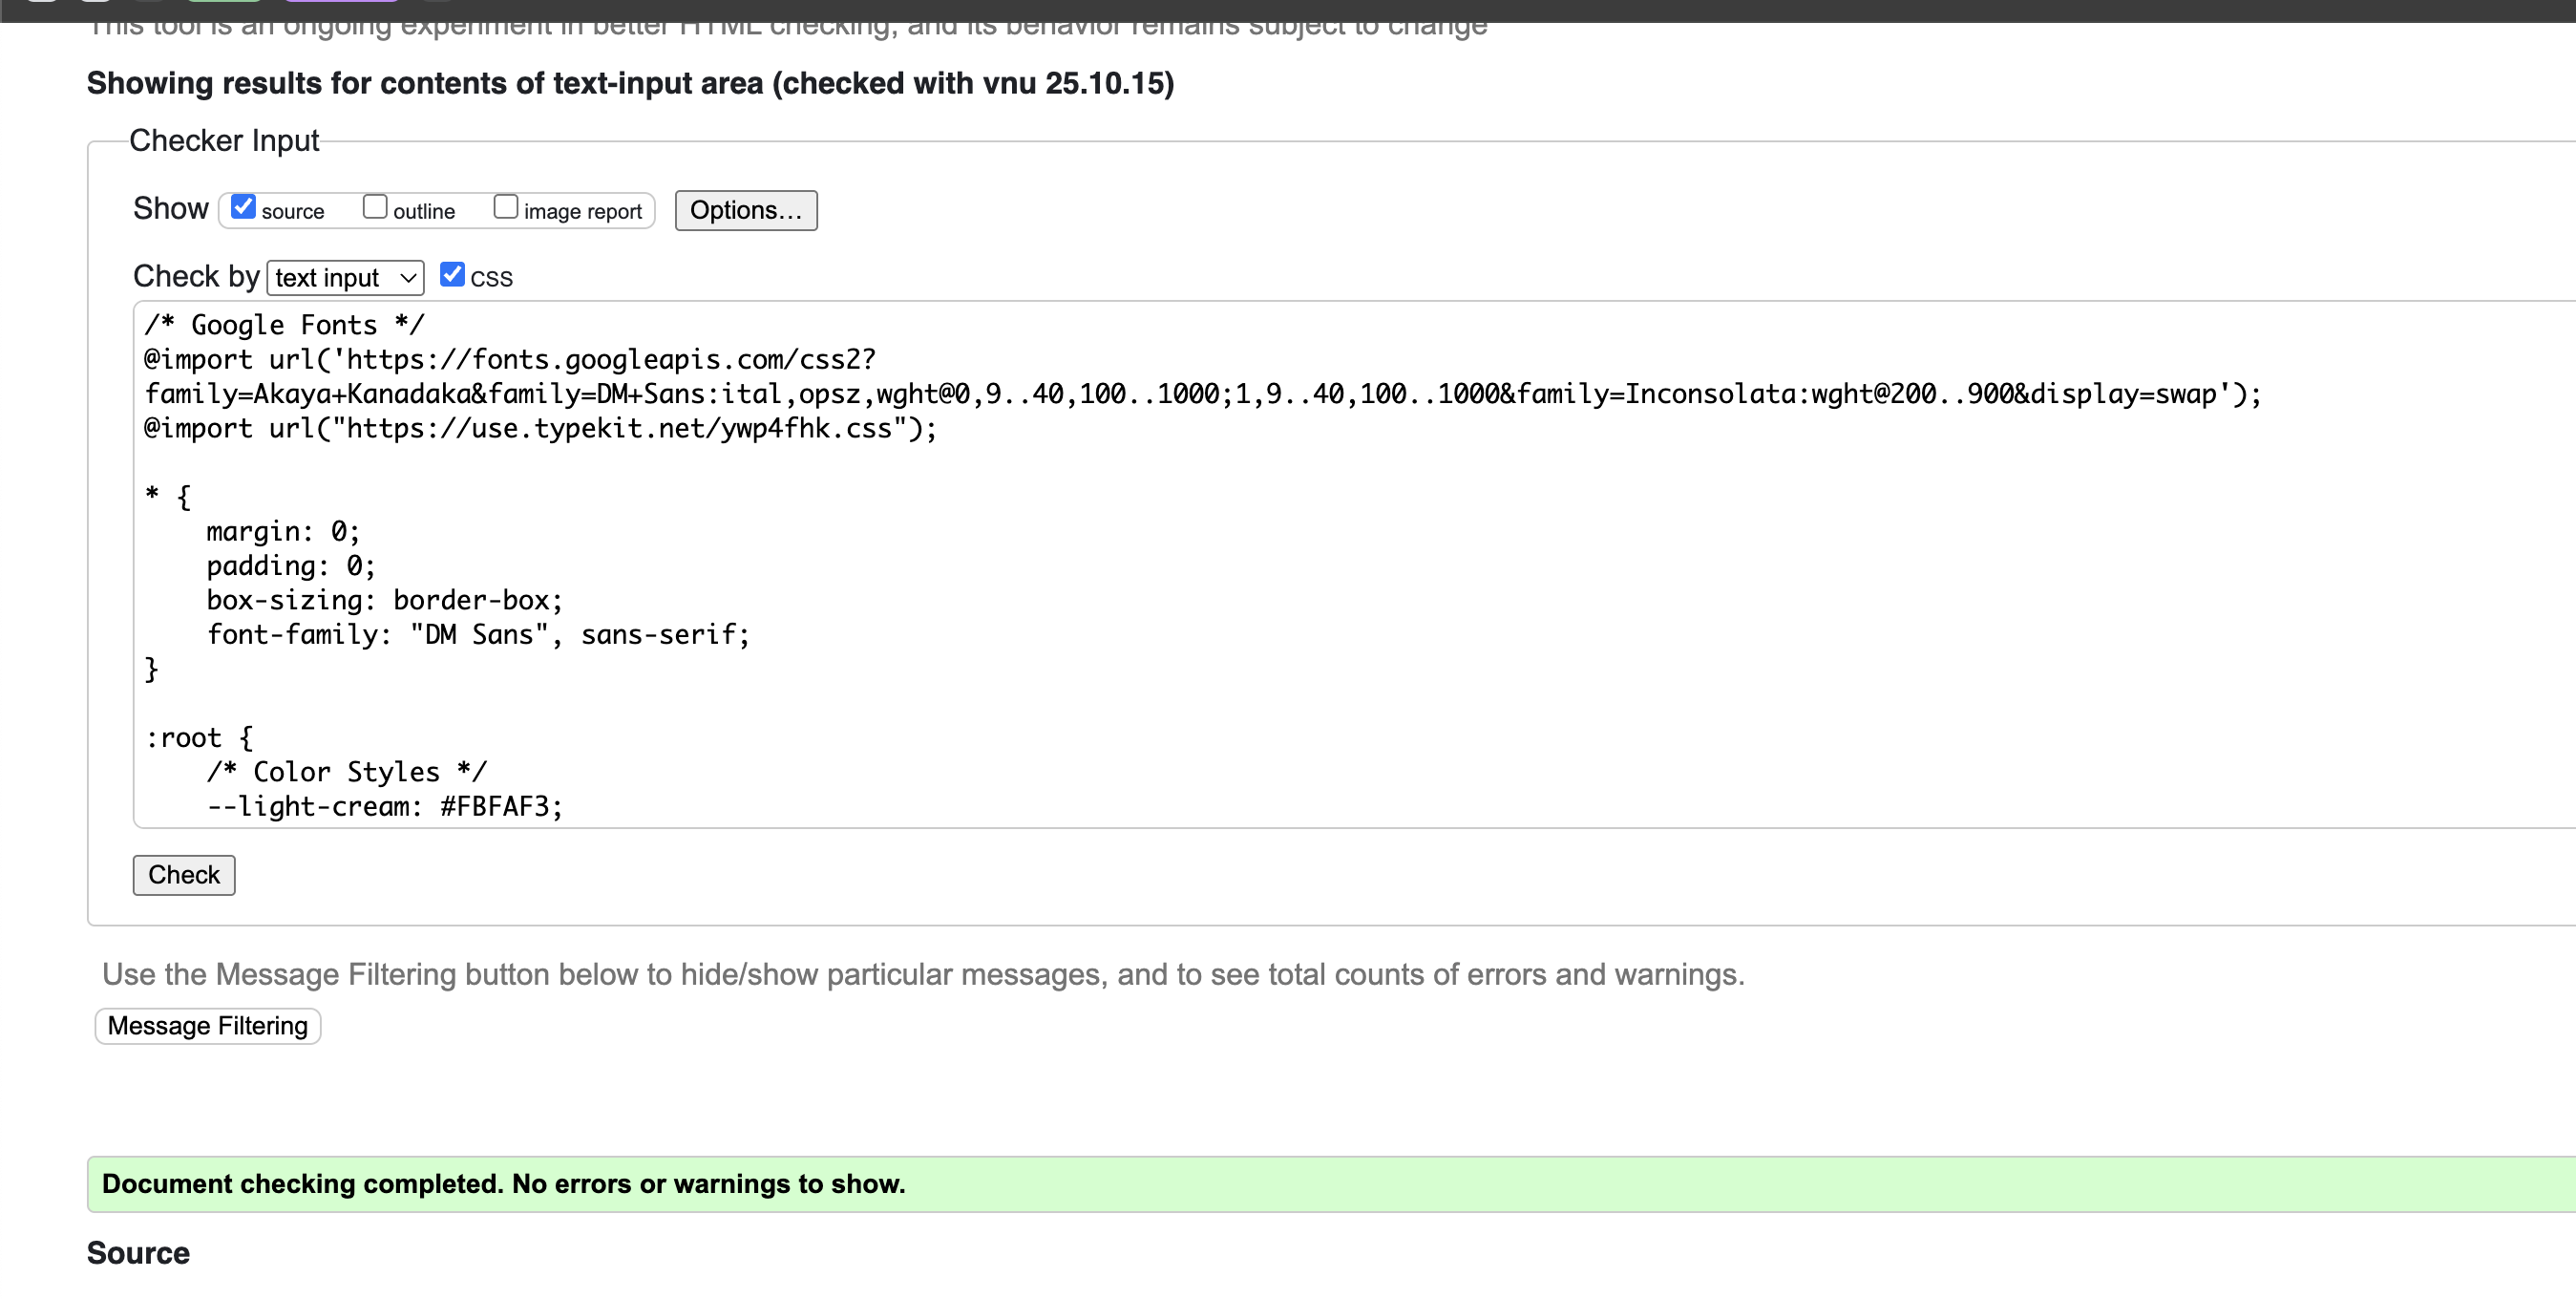 This tool is an ongoing experiment in better HTML checking, and its behavior remains subject to change
Showing results for contents of text-input area (checked with vnu 25.10.15)
Checker Input
Show source outline image report Options...
Check by text input CSS
/* Google Fonts */
@import url('https://fonts.googleapis.com/css2?
family=Akaya+Kanadaka&family=DM+Sans:ital,opsz,wght@0,9..40,100..1000;1,9..40,100..1000&family=Inconsolata:wght@200..900&display=swap');
@import url("https://use.typekit.net/ywp4fhk.css");
* {
    margin: 0;
    padding: 0;
    box-sizing: border-box;
    font-family: "DM Sans", sans-serif;
}
:root {
    /* Color Styles */
    --light-cream: #FBFAF3;
Check
Use the Message Filtering button below to hide/show particular messages, and to see total counts of errors and warnings.
Message Filtering
Document checking completed. No errors or warnings to show.
Source